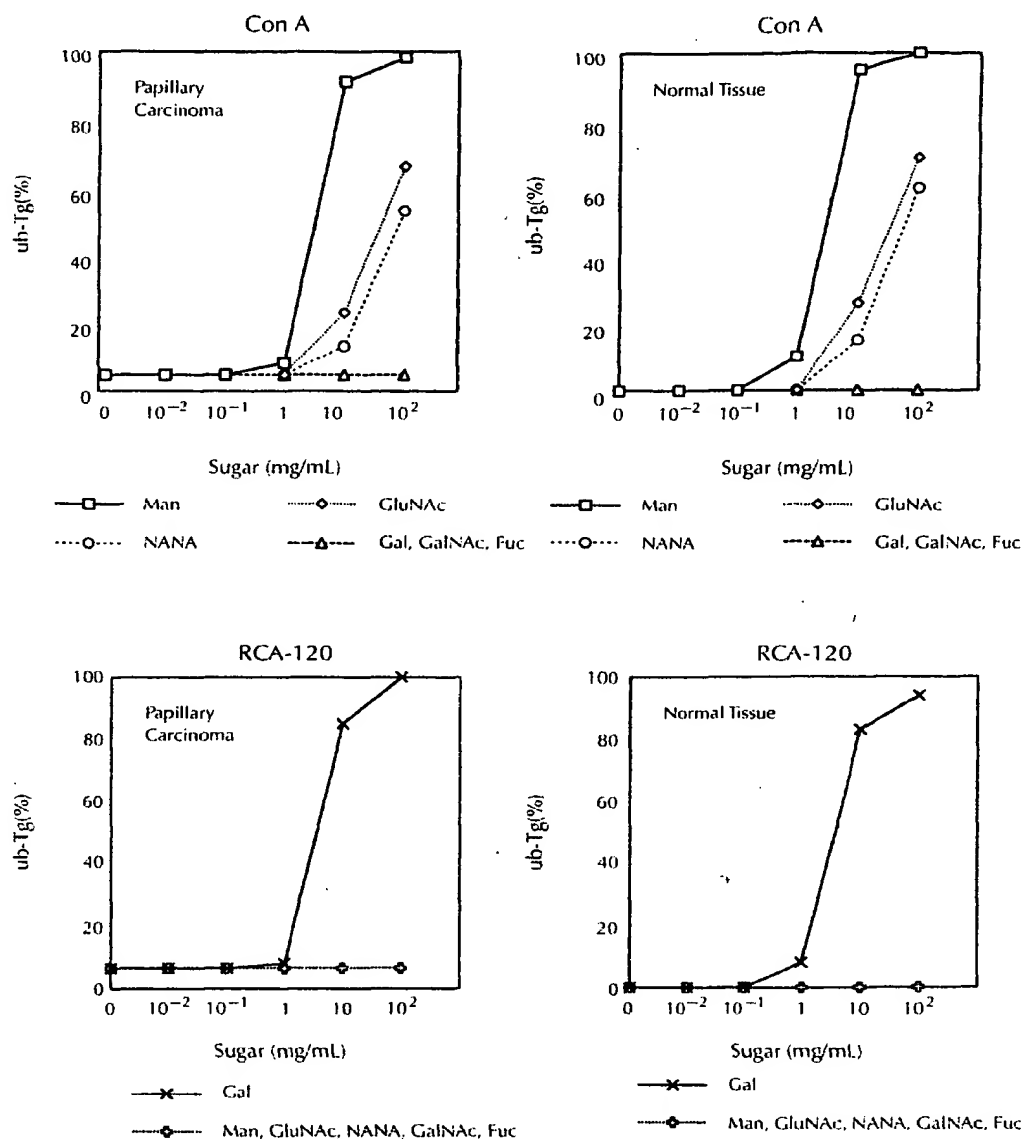 Con A
100
80
60
40
20
0
ub-Tg(%)
Papillary
Carcinoma
0 10⁻² 10⁻¹ 1 10 10²
Sugar (mg/mL)
Man
GluNAc
NANA
Gal, GalNAc, Fuc
Con A
100
80
60
40
20
0
ub-Tg(%)
Normal Tissue
0 10⁻² 10⁻¹ 1 10 10²
Sugar (mg/mL)
Man
GluNAc
NANA
Gal, GalNAc, Fuc
RCA-120
100
80
60
40
20
0
ub-Tg(%)
Papillary
Carcinoma
0 10⁻² 10⁻¹ 1 10 10²
Sugar (mg/mL)
Gal
Man, GluNAc, NANA, GalNAc, Fuc
RCA-120
100
80
60
40
20
0
ub-Tg(%)
Normal Tissue
0 10⁻² 10⁻¹ 1 10 10²
Sugar (mg/mL)
Gal
Man, GluNAc, NANA, GalNAc, Fuc